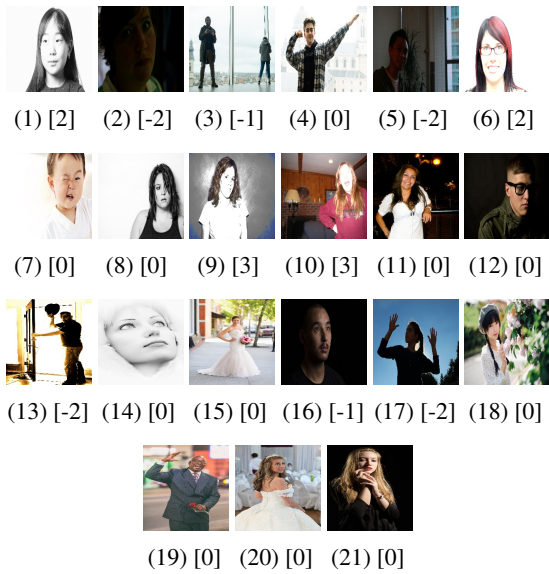 (1) [2] (2) [-2] (3) [-1] (4) [0] (5) [-2] (6) [2]
(7) [0] (8) [0] (9) [3] (10) [3] (11) [0] (12) [0]
(13) [-2] (14) [0] (15) [0] (16) [-1] (17) [-2] (18) [0]
(19) [0] (20) [0] (21) [0]